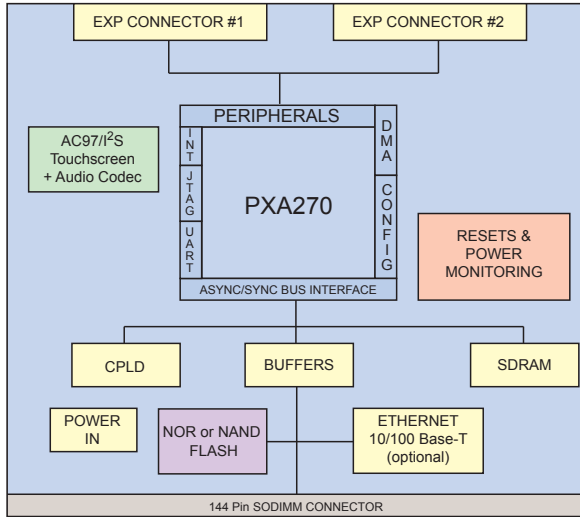 EXP CONNECTOR #1
EXP CONNECTOR #2
PERIPHERALS
DMA
INT
AC97/I²S
Touchscreen
+ Audio Codec
JTAG
PXA270
CONFIG
UART
RESETS &
POWER
MONITORING
ASYNC/SYNC BUS INTERFACE
CPLD
BUFFERS
SDRAM
POWER
IN
NOR or NAND
FLASH
ETHERNET
10/100 Base-T
(optional)
144 Pin SODIMM CONNECTOR